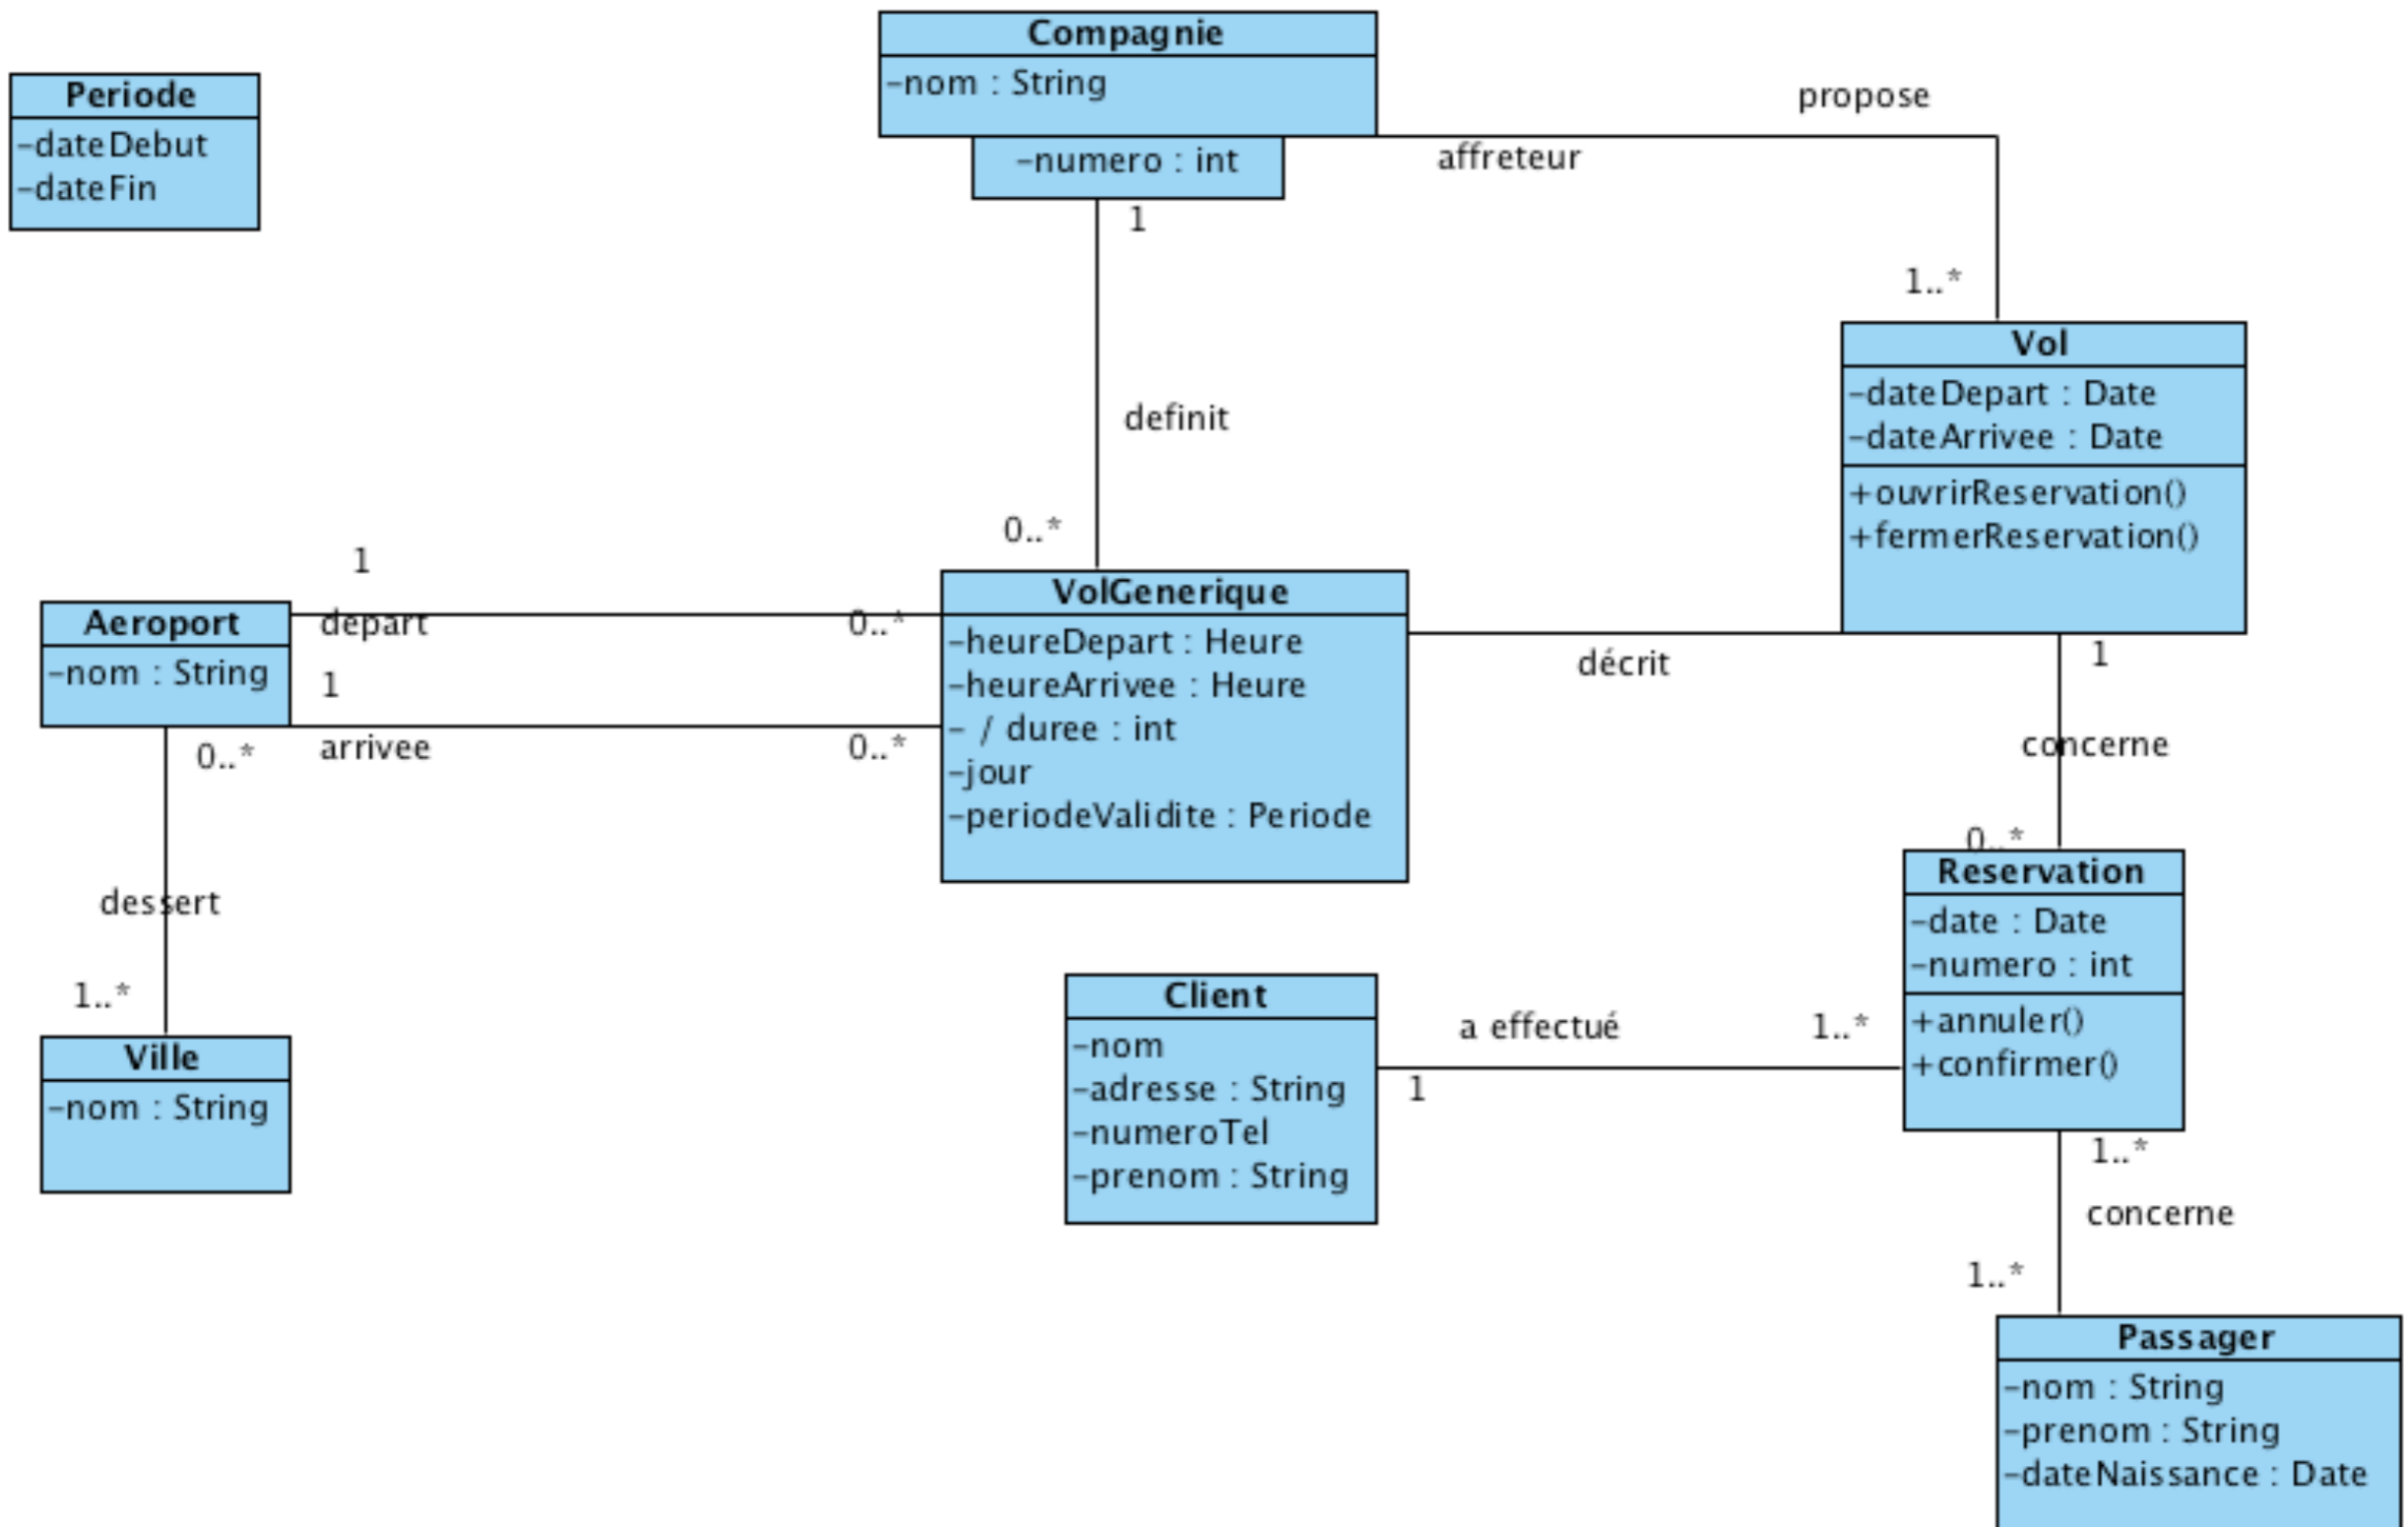 Compagnie
-nom : String
-numero : int
1
Periode
-dateDebut
-dateFin
propose
affreteur
1..*
definit
0..*
Vol
-dateDepart : Date
-dateArrivee : Date
+ouvrirReservation()
+fermerReservation()
1
1
depart
0..*
Aeroport
-nom : String
1
arrivee
0..*
0..*
VolGenerique
-heureDepart : Heure
-heureArrivee : Heure
- / duree : int
-jour
-periodeValidite : Periode
décrit
concerne
0..*
dessert
1..*
Ville
-nom : String
Reservation
-date : Date
-numero : int
+annuler()
+confirmer()
Client
-nom
-adresse : String
-numeroTel
-prenom : String
a effectué
1..*
1
1..*
concerne
1..*
Passager
-nom : String
-prenom : String
-dateNaissance : Date